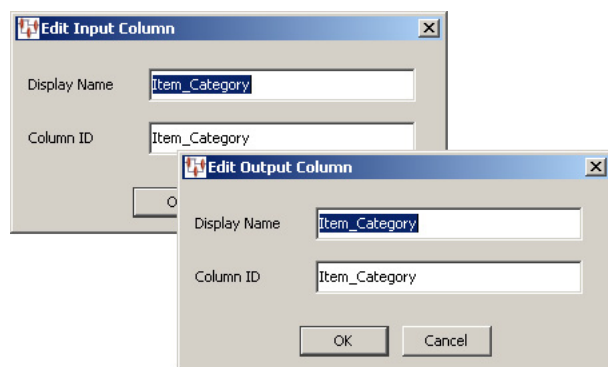 Edit Input Column
Display Name Item_Category
Column ID Item_Category
Edit Output Column
Display Name Item_Category
Column ID Item_Category
OK Cancel